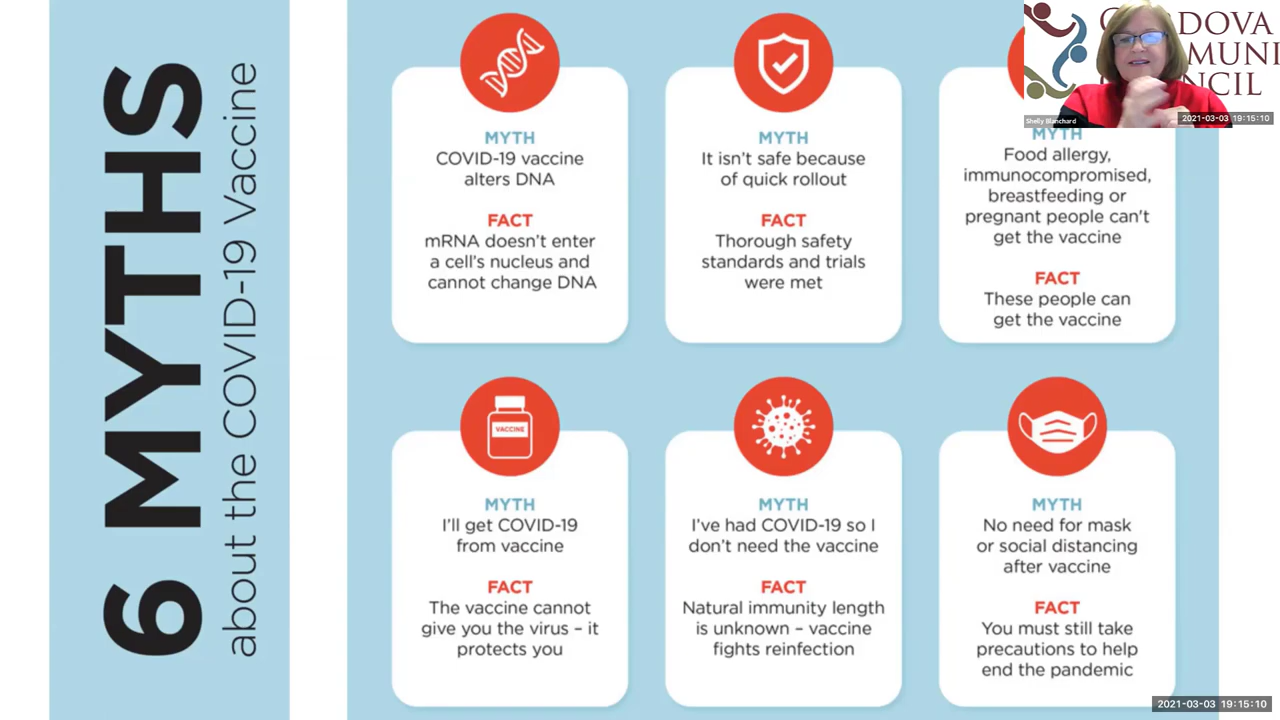 6 MYTHS
about the COVID-19 Vaccine
MYTH
COVID-19 vaccine
alters DNA
FACT
mRNA doesn't enter
a cell's nucleus and
cannot change DNA
MYTH
It isn't safe because
of quick rollout
FACT
Thorough safety
standards and trials
were met
MYTH
Food allergy,
immunocompromised,
breastfeeding or
pregnant people can't
get the vaccine
FACT
These people can
get the vaccine
VACCINE
MYTH
I'll get COVID-19
from vaccine
FACT
The vaccine cannot
give you the virus – it
protects you
MYTH
I've had COVID-19 so I
don't need the vaccine
FACT
Natural immunity length
is unknown – vaccine
fights reinfection
MYTH
No need for mask
or social distancing
after vaccine
FACT
You must still take
precautions to help
end the pandemic
Shelly Blanchard
2021-03-03 19:15:10
2021-03-03 19:15:10